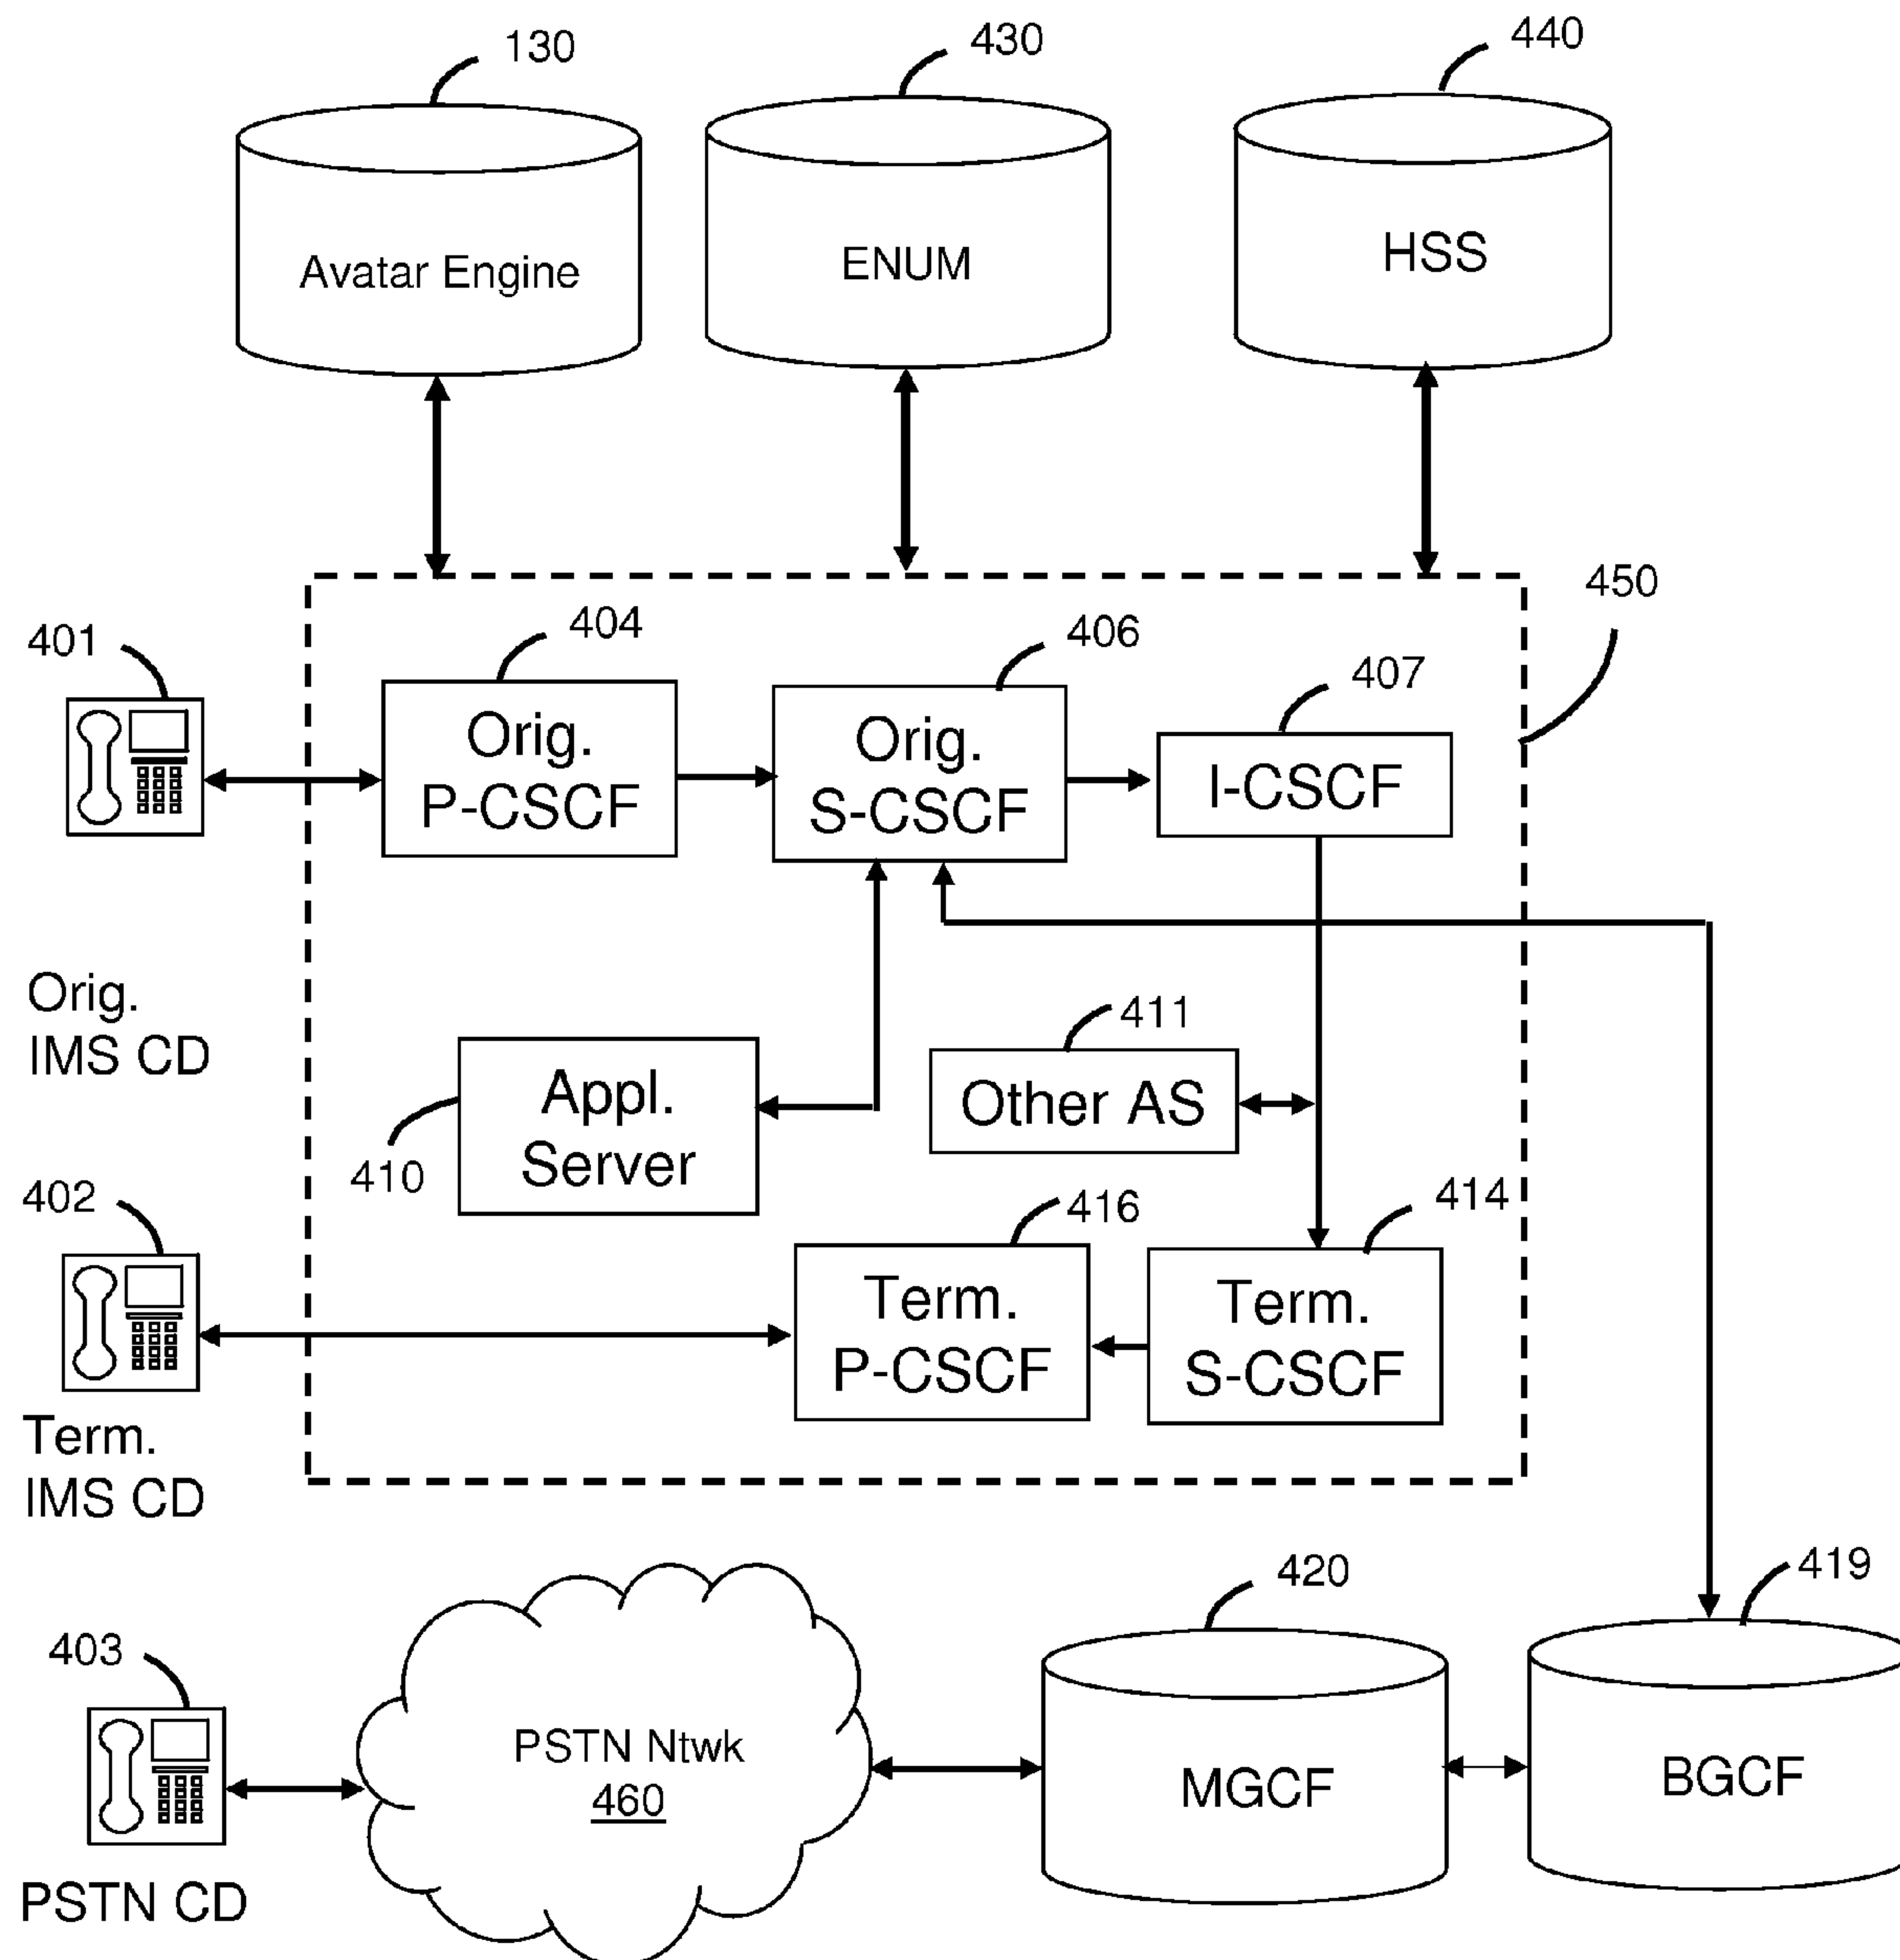 130
430
440
Avatar Engine
ENUM
HSS
450
401
404
406
407
Orig.
P-CSCF
Orig.
S-CSCF
I-CSCF
Orig.
IMS CD
411
Appl.
Server
Other AS
410
402
416
414
Term.
P-CSCF
Term.
S-CSCF
Term.
IMS CD
420
419
403
PSTN Ntwk
460
MGCF
BGCF
PSTN CD